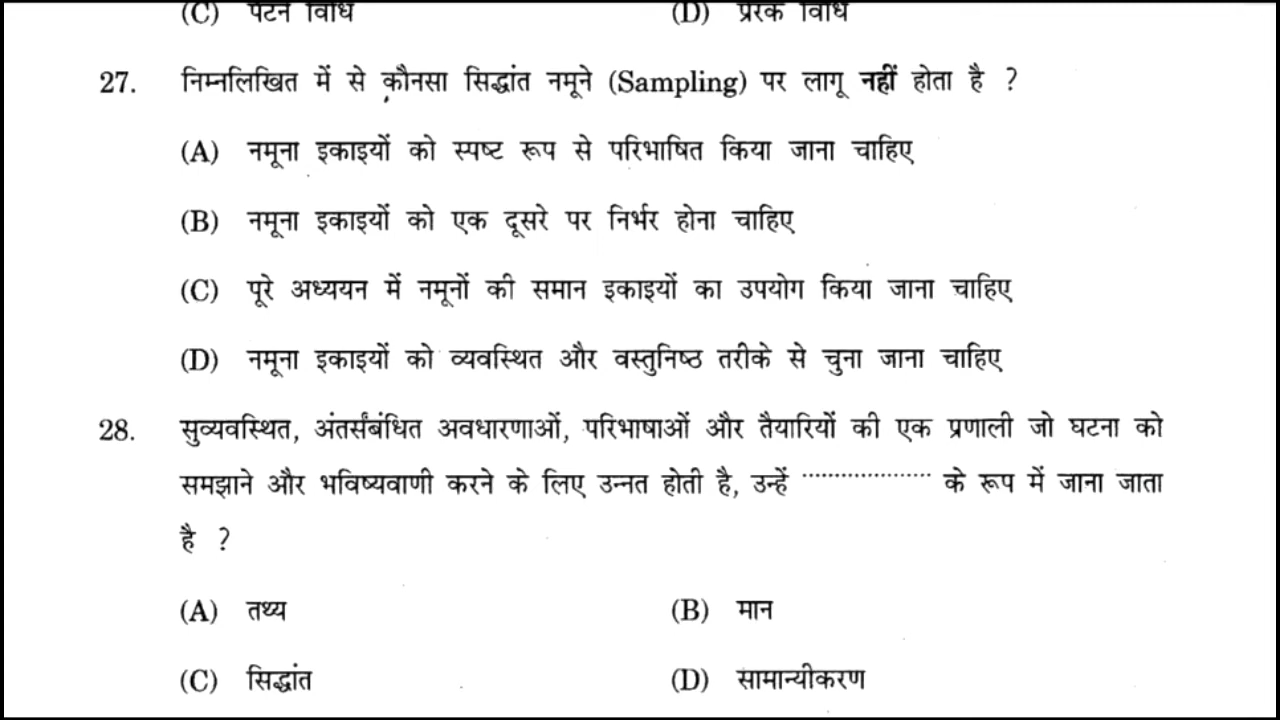 (C) पैटर्न विधि (D) प्रेरक विधि
27. निम्नलिखित में से कौनसा सिद्धांत नमूने (Sampling) पर लागू नहीं होता है ?
(A) नमूना इकाइयों को स्पष्ट रूप से परिभाषित किया जाना चाहिए
(B) नमूना इकाइयों को एक दूसरे पर निर्भर होना चाहिए
(C) पूरे अध्ययन में नमूनों की समान इकाइयों का उपयोग किया जाना चाहिए
(D) नमूना इकाइयों को व्यवस्थित और वस्तुनिष्ठ तरीके से चुना जाना चाहिए
28. सुव्यवस्थित, अंतर्संबंधित अवधारणाओं, परिभाषाओं और तैयारियों की एक प्रणाली जो घटना को
समझाने और भविष्यवाणी करने के लिए उन्नत होती है, उन्हें .................... के रूप में जाना जाता
है ?
(A) तथ्य (B) मान
(C) सिद्धांत (D) सामान्यीकरण